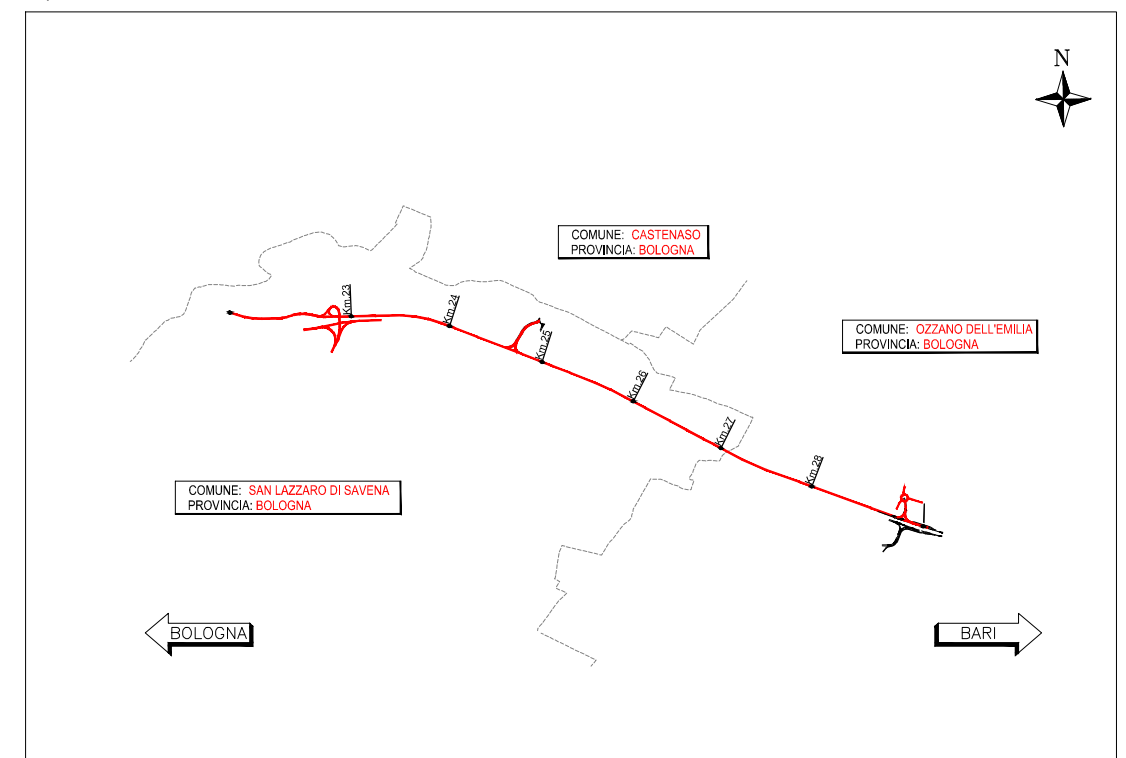 N
COMUNE: CASTENASO
PROVINCIA: BOLOGNA
Km.23
Km.24
Km.25
Km.26
Km.27
Km.28
COMUNE: OZZANO DELL'EMILIA
PROVINCIA: BOLOGNA
COMUNE: SAN LAZZARO DI SAVENA
PROVINCIA: BOLOGNA
BOLOGNA
BARI